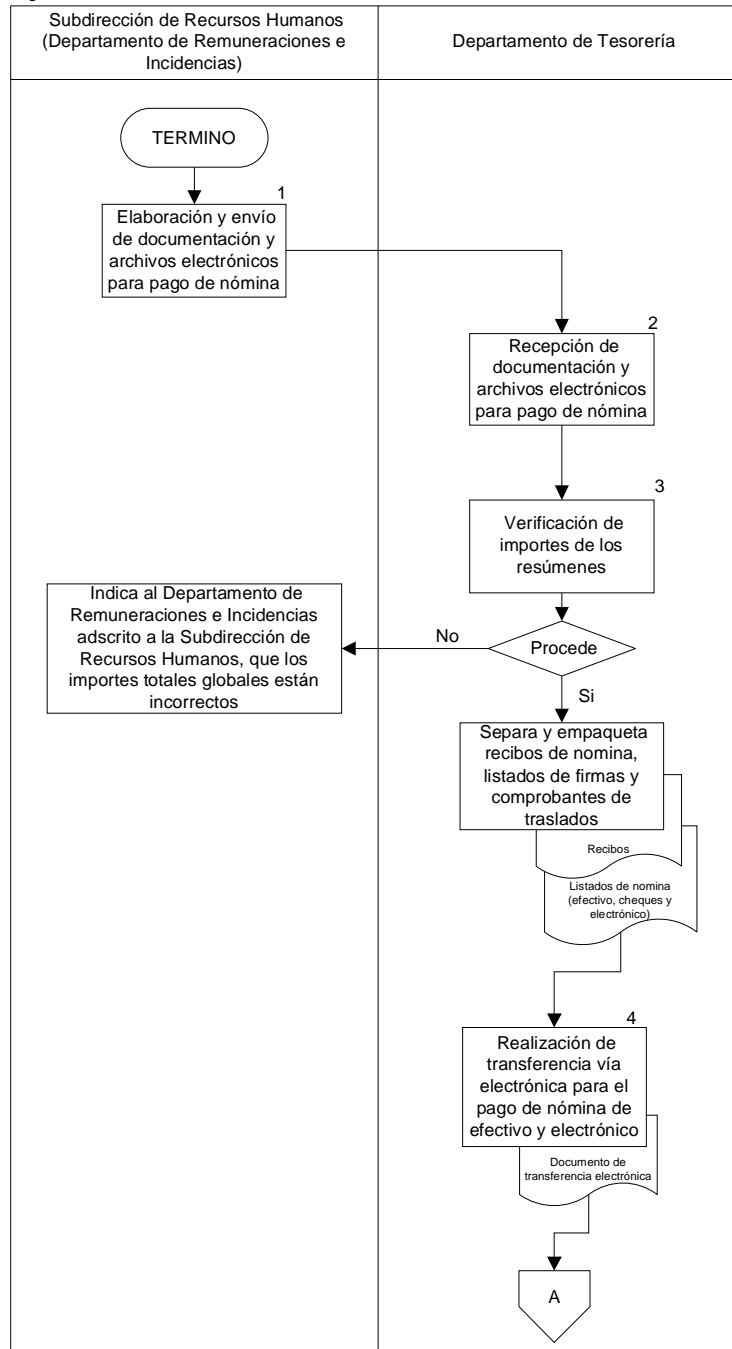 Subdirección de Recursos Humanos
(Departamento de Remuneraciones e
Incidencias)
Departamento de Tesorería
TERMINO
1
Elaboración y envío
de documentación y
archivos electrónicos
para pago de nómina
2
Recepción de
documentación y
archivos electrónicos
para pago de nómina
3
Verificación de
importes de los
resúmenes
Indica al Departamento de
Remuneraciones e Incidencias
adscrito a la Subdirección de
Recursos Humanos, que los
importes totales globales están
incorrectos
No
Procede
Si
Separa y empaqueta
recibos de nomina,
listados de firmas y
comprobantes de
traslados
Recibos
Listados de nomina
(efectivo, cheques y
electrónico)
4
Realización de
transferencia vía
electrónica para el
pago de nómina de
efectivo y electrónico
Documento de
transferencia electrónica
A